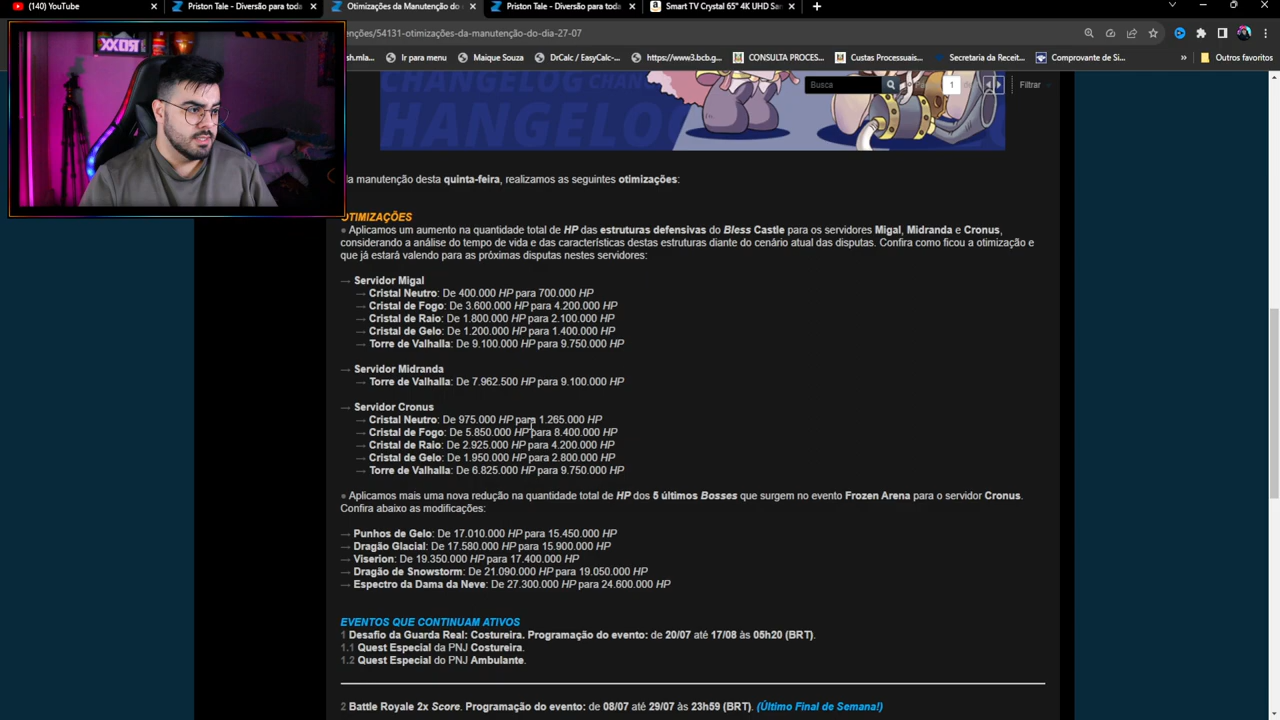 (140) YouTube
Priston Tale - Diversão para toda
Otimizações da Manutenção do
Priston Tale - Diversão para toda
Smart TV Crystal 65" 4K UHD San
enções/54131-otimizações-da-manutenção-do-dia-27-07
sh.mla...
Ir para menu
Maique Souza
DrCalc / EasyCalc-...
https://www3.bcb.g...
CONSULTA PROCES...
Custas Processuais...
Secretaria da Receit...
Comprovante de Si...
»
Outros favoritos
CHANGELOG CHANGEL
HANGELOG
Busca
1
Filtrar
da manutenção desta quinta-feira, realizamos as seguintes otimizações:
OTIMIZAÇÕES
● Aplicamos um aumento na quantidade total de HP das estruturas defensivas do Bless Castle para os servidores Migal, Midranda e Cronus,
considerando a análise do tempo de vida e das características destas estruturas diante do cenário atual das disputas. Confira como ficou a otimização e
que já estará valendo para as próximas disputas nestes servidores:
→ Servidor Migal
→ Cristal Neutro: De 400.000 HP para 700.000 HP
→ Cristal de Fogo: De 3.600.000 HP para 4.200.000 HP
→ Cristal de Raio: De 1.800.000 HP para 2.100.000 HP
→ Cristal de Gelo: De 1.200.000 HP para 1.400.000 HP
→ Torre de Valhalla: De 9.100.000 HP para 9.750.000 HP
→ Servidor Midranda
→ Torre de Valhalla: De 7.962.500 HP para 9.100.000 HP
→ Servidor Cronus
→ Cristal Neutro: De 975.000 HP para 1.265.000 HP
→ Cristal de Fogo: De 5.850.000 HP para 8.400.000 HP
→ Cristal de Raio: De 2.925.000 HP para 4.200.000 HP
→ Cristal de Gelo: De 1.950.000 HP para 2.800.000 HP
→ Torre de Valhalla: De 6.825.000 HP para 9.750.000 HP
● Aplicamos mais uma nova redução na quantidade total de HP dos 5 últimos Bosses que surgem no evento Frozen Arena para o servidor Cronus.
Confira abaixo as modificações:
→ Punhos de Gelo: De 17.010.000 HP para 15.450.000 HP
→ Dragão Glacial: De 17.580.000 HP para 15.900.000 HP
→ Viserion: De 19.350.000 HP para 17.400.000 HP
→ Dragão de Snowstorm: De 21.090.000 HP para 19.050.000 HP
→ Espectro da Dama da Neve: De 27.300.000 HP para 24.600.000 HP
EVENTOS QUE CONTINUAM ATIVOS
1 Desafio da Guarda Real: Costureira. Programação do evento: de 20/07 até 17/08 às 05h20 (BRT).
1.1 Quest Especial da PNJ Costureira.
1.2 Quest Especial do PNJ Ambulante.
2 Battle Royale 2x Score. Programação do evento: de 08/07 até 29/07 às 23h59 (BRT). (Último Final de Semana!)